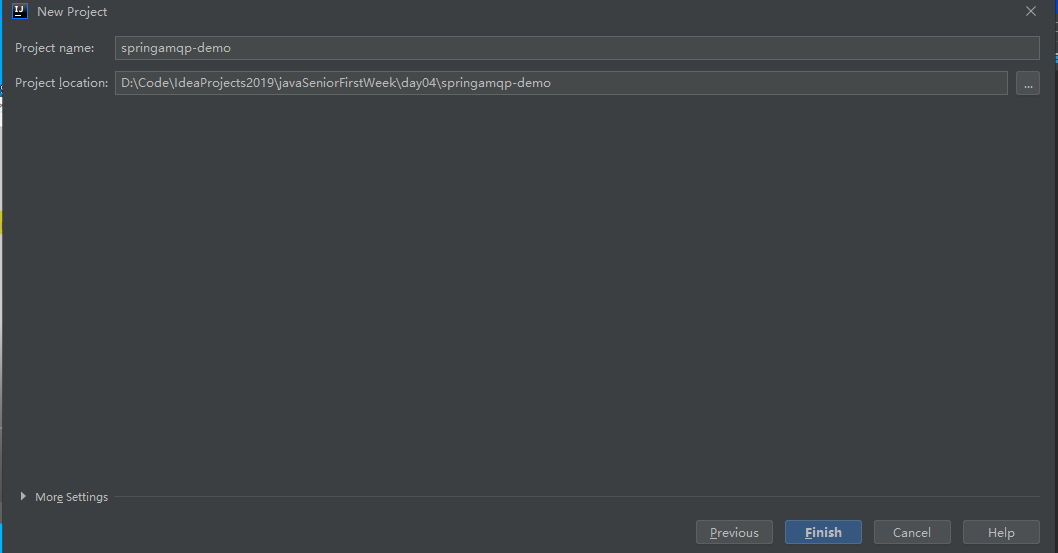 New Project
Project name: springamqp-demo
Project location: D:\Code\IdeaProjects2019\javaSeniorFirstWeek\day04\springamqp-demo ...
More Settings
Previous Finish Cancel Help